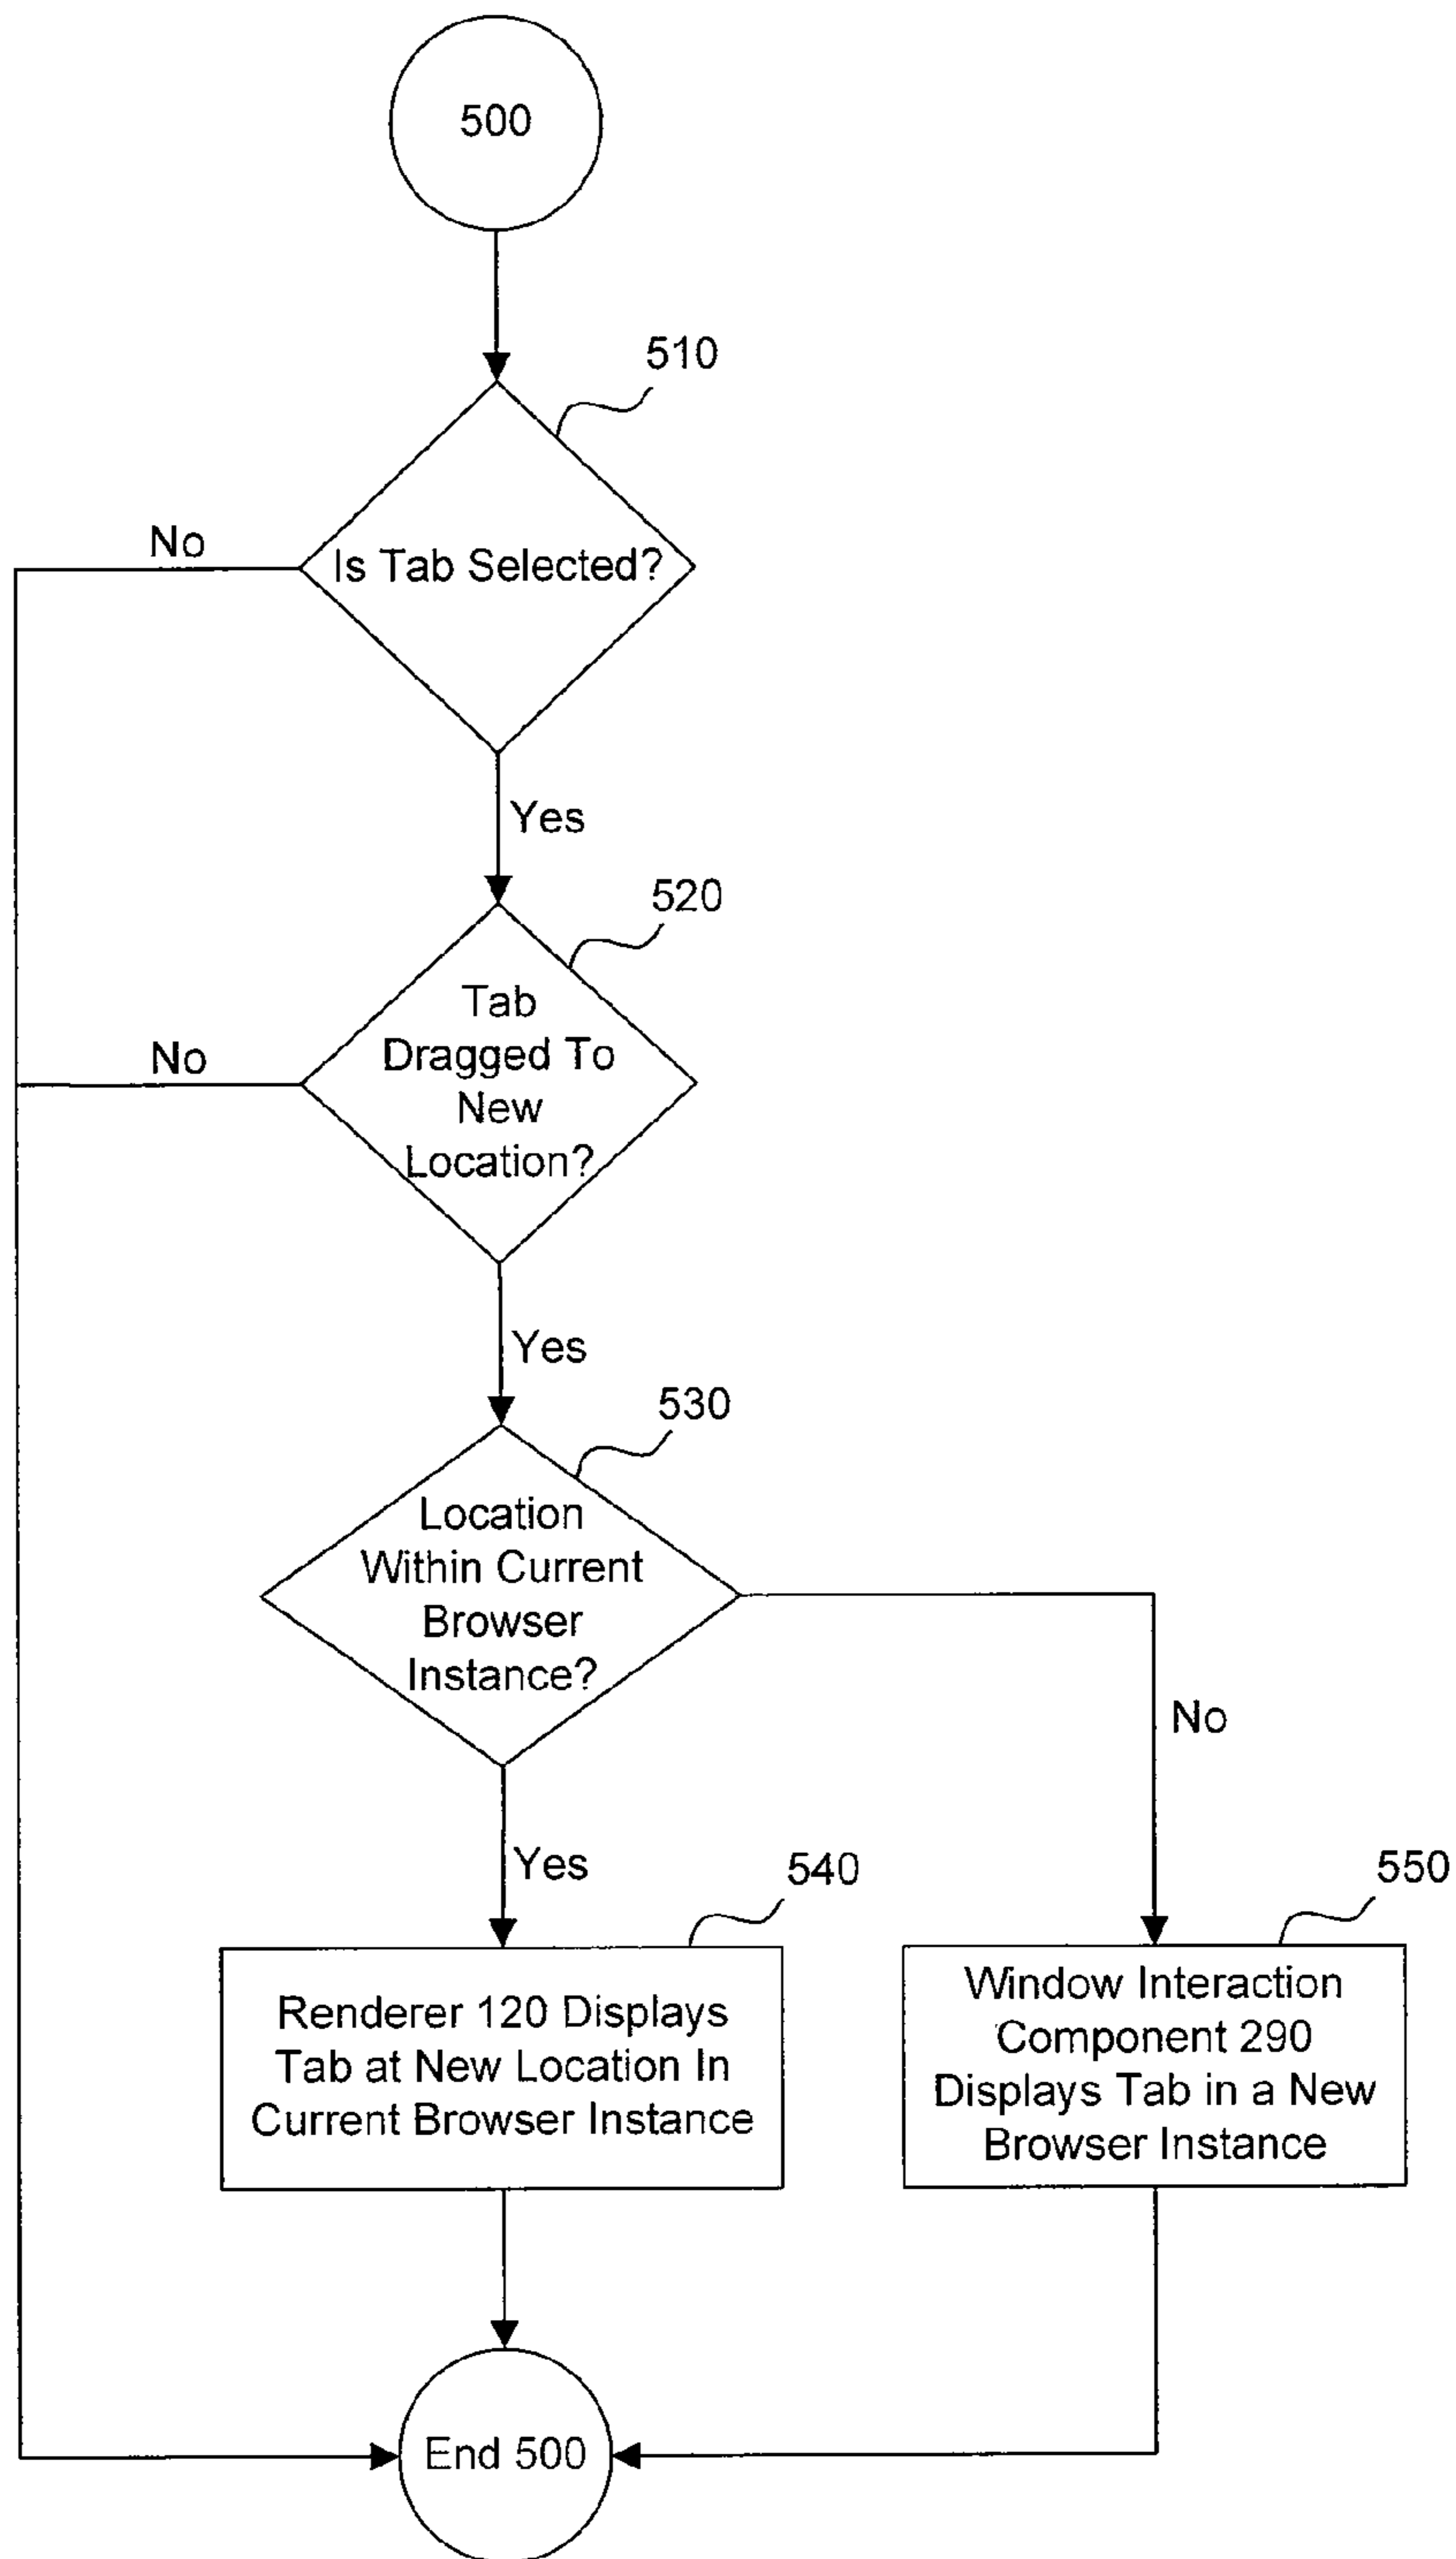 500
510
Is Tab Selected?
No
Yes
520
Tab
Dragged To
New
Location?
No
Yes
530
Location
Within Current
Browser
Instance?
No
Yes
540
Renderer 120 Displays
Tab at New Location In
Current Browser Instance
550
Window Interaction
Component 290
Displays Tab in a New
Browser Instance
End 500